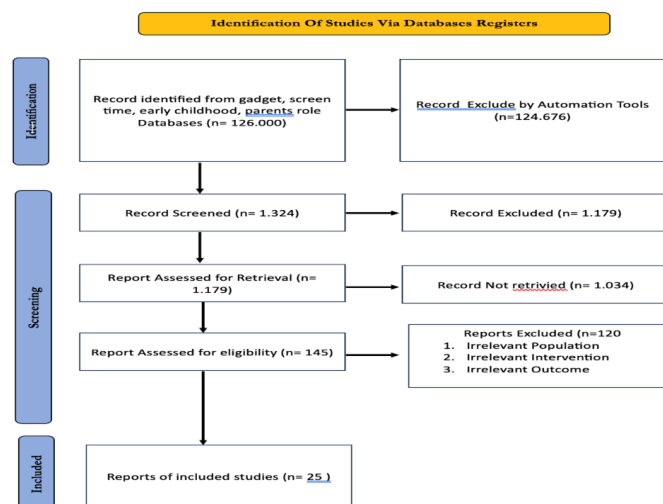 Identification Of Studies Via Databases Registers
Identification
Record identified from gadget, screen
time, early childhood, parents role
Databases (n= 126.000)
Record Exclude by Automation Tools
(n=124.676)
Screening
Record Screened (n= 1.324)
Record Excluded (n= 1.179)
Report Assessed for Retrieval (n=
1.179)
Record Not retrivied (n= 1.034)
Report Assessed for eligibility (n= 145)
Reports Excluded (n=120
1. Irrelevant Population
2. Irrelevant Intervention
3. Irrelevant Outcome
Included
Reports of included studies (n= 25 )